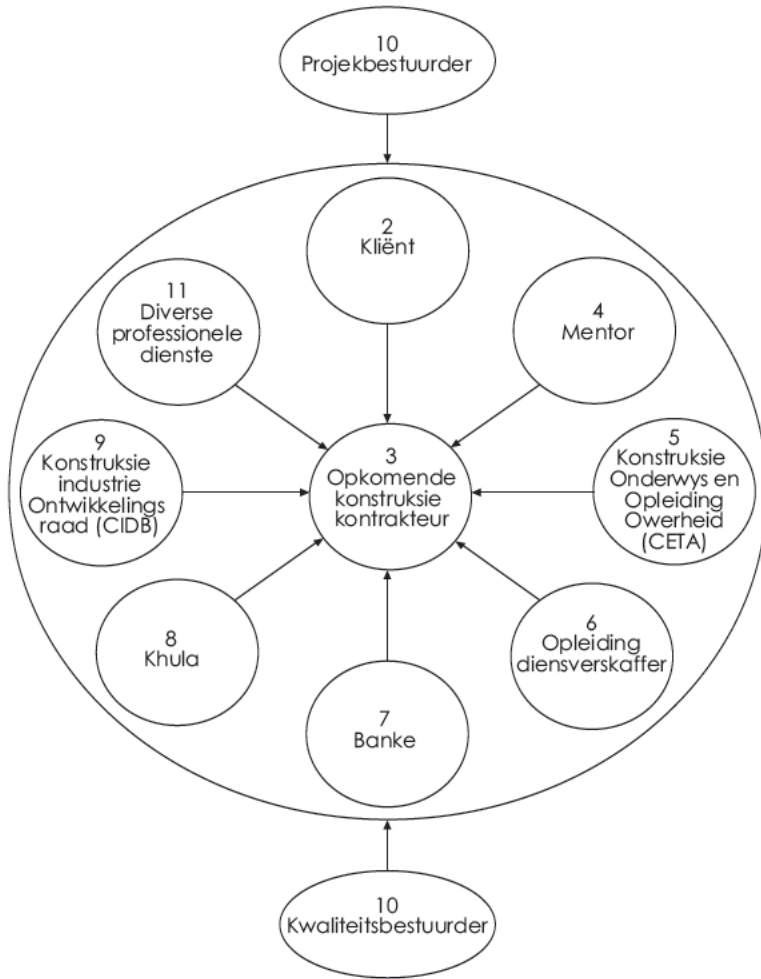 10
Projekbestuurder
2
Kliënt
11
Diverse
professionele
dienste
4
Mentor
9
Konstruksie
industrie
Ontwikkelings
raad (CIDB)
3
Opkomende
konstruksie
kontrakteur
5
Konstruksie
Onderwys en
Opleiding
Owerheid
(CETA)
8
Khula
6
Opleiding
diensverskaffer
7
Banke
10
Kwaliteitsbestuurder